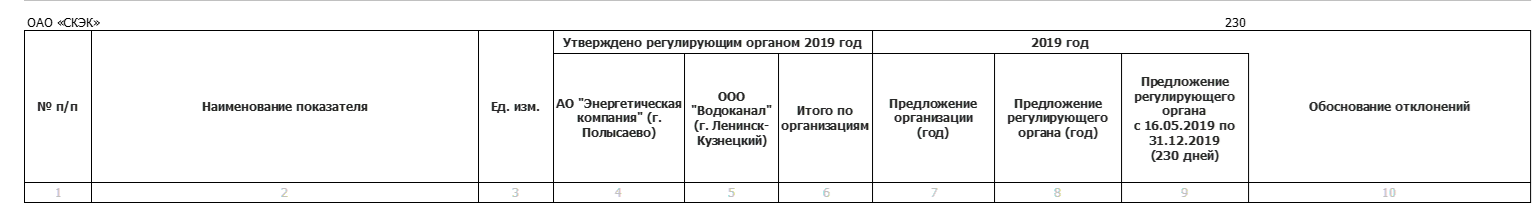 ОАО «СКЭК» 230
Утверждено регулирующим органом 2019 год
2019 год
№ п/п
Наименование показателя
Ед. изм.
АО "Энергетическая
компания" (г.
Полысаево)
ООО
"Водоканал"
(г. Ленинск-
Кузнецкий)
Итого по
организациям
Предложение
организации
(год)
Предложение
регулирующего
органа (год)
Предложение
регулирующего
органа
с 16.05.2019 по
31.12.2019
(230 дней)
Обоснование отклонений
1 2 3 4 5 6 7 8 9 10